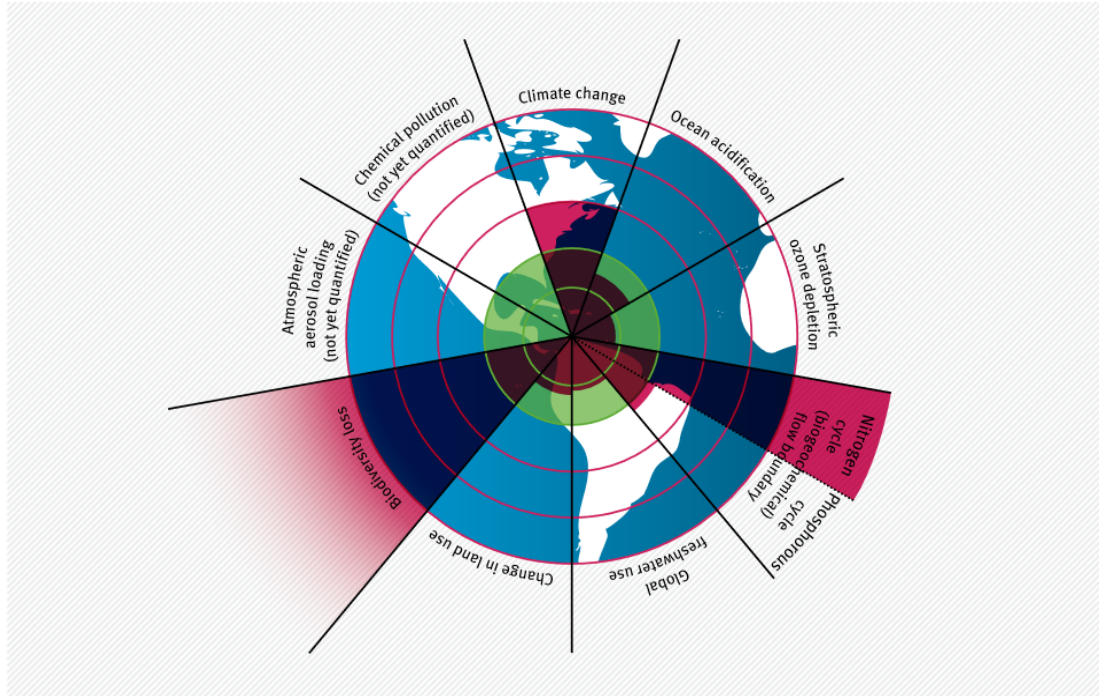 Climate change
Ocean acidification
Stratospheric
ozone depletion
Nitrogen
cycle
(biogeochemical)
flow boundary
cycle
Phosphorous
Global
freshwater use
Change in land use
Biodiversity loss
Atmospheric
aerosol loading
(not yet quantified)
Chemical pollution
(not yet quantified)